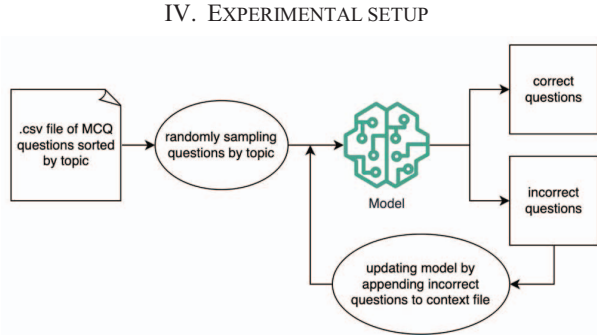 IV. EXPERIMENTAL SETUP
.csv file of MCQ
questions sorted
by topic
randomly sampling
questions by topic
Model
correct
questions
incorrect
questions
updating model by
appending incorrect
questions to context file